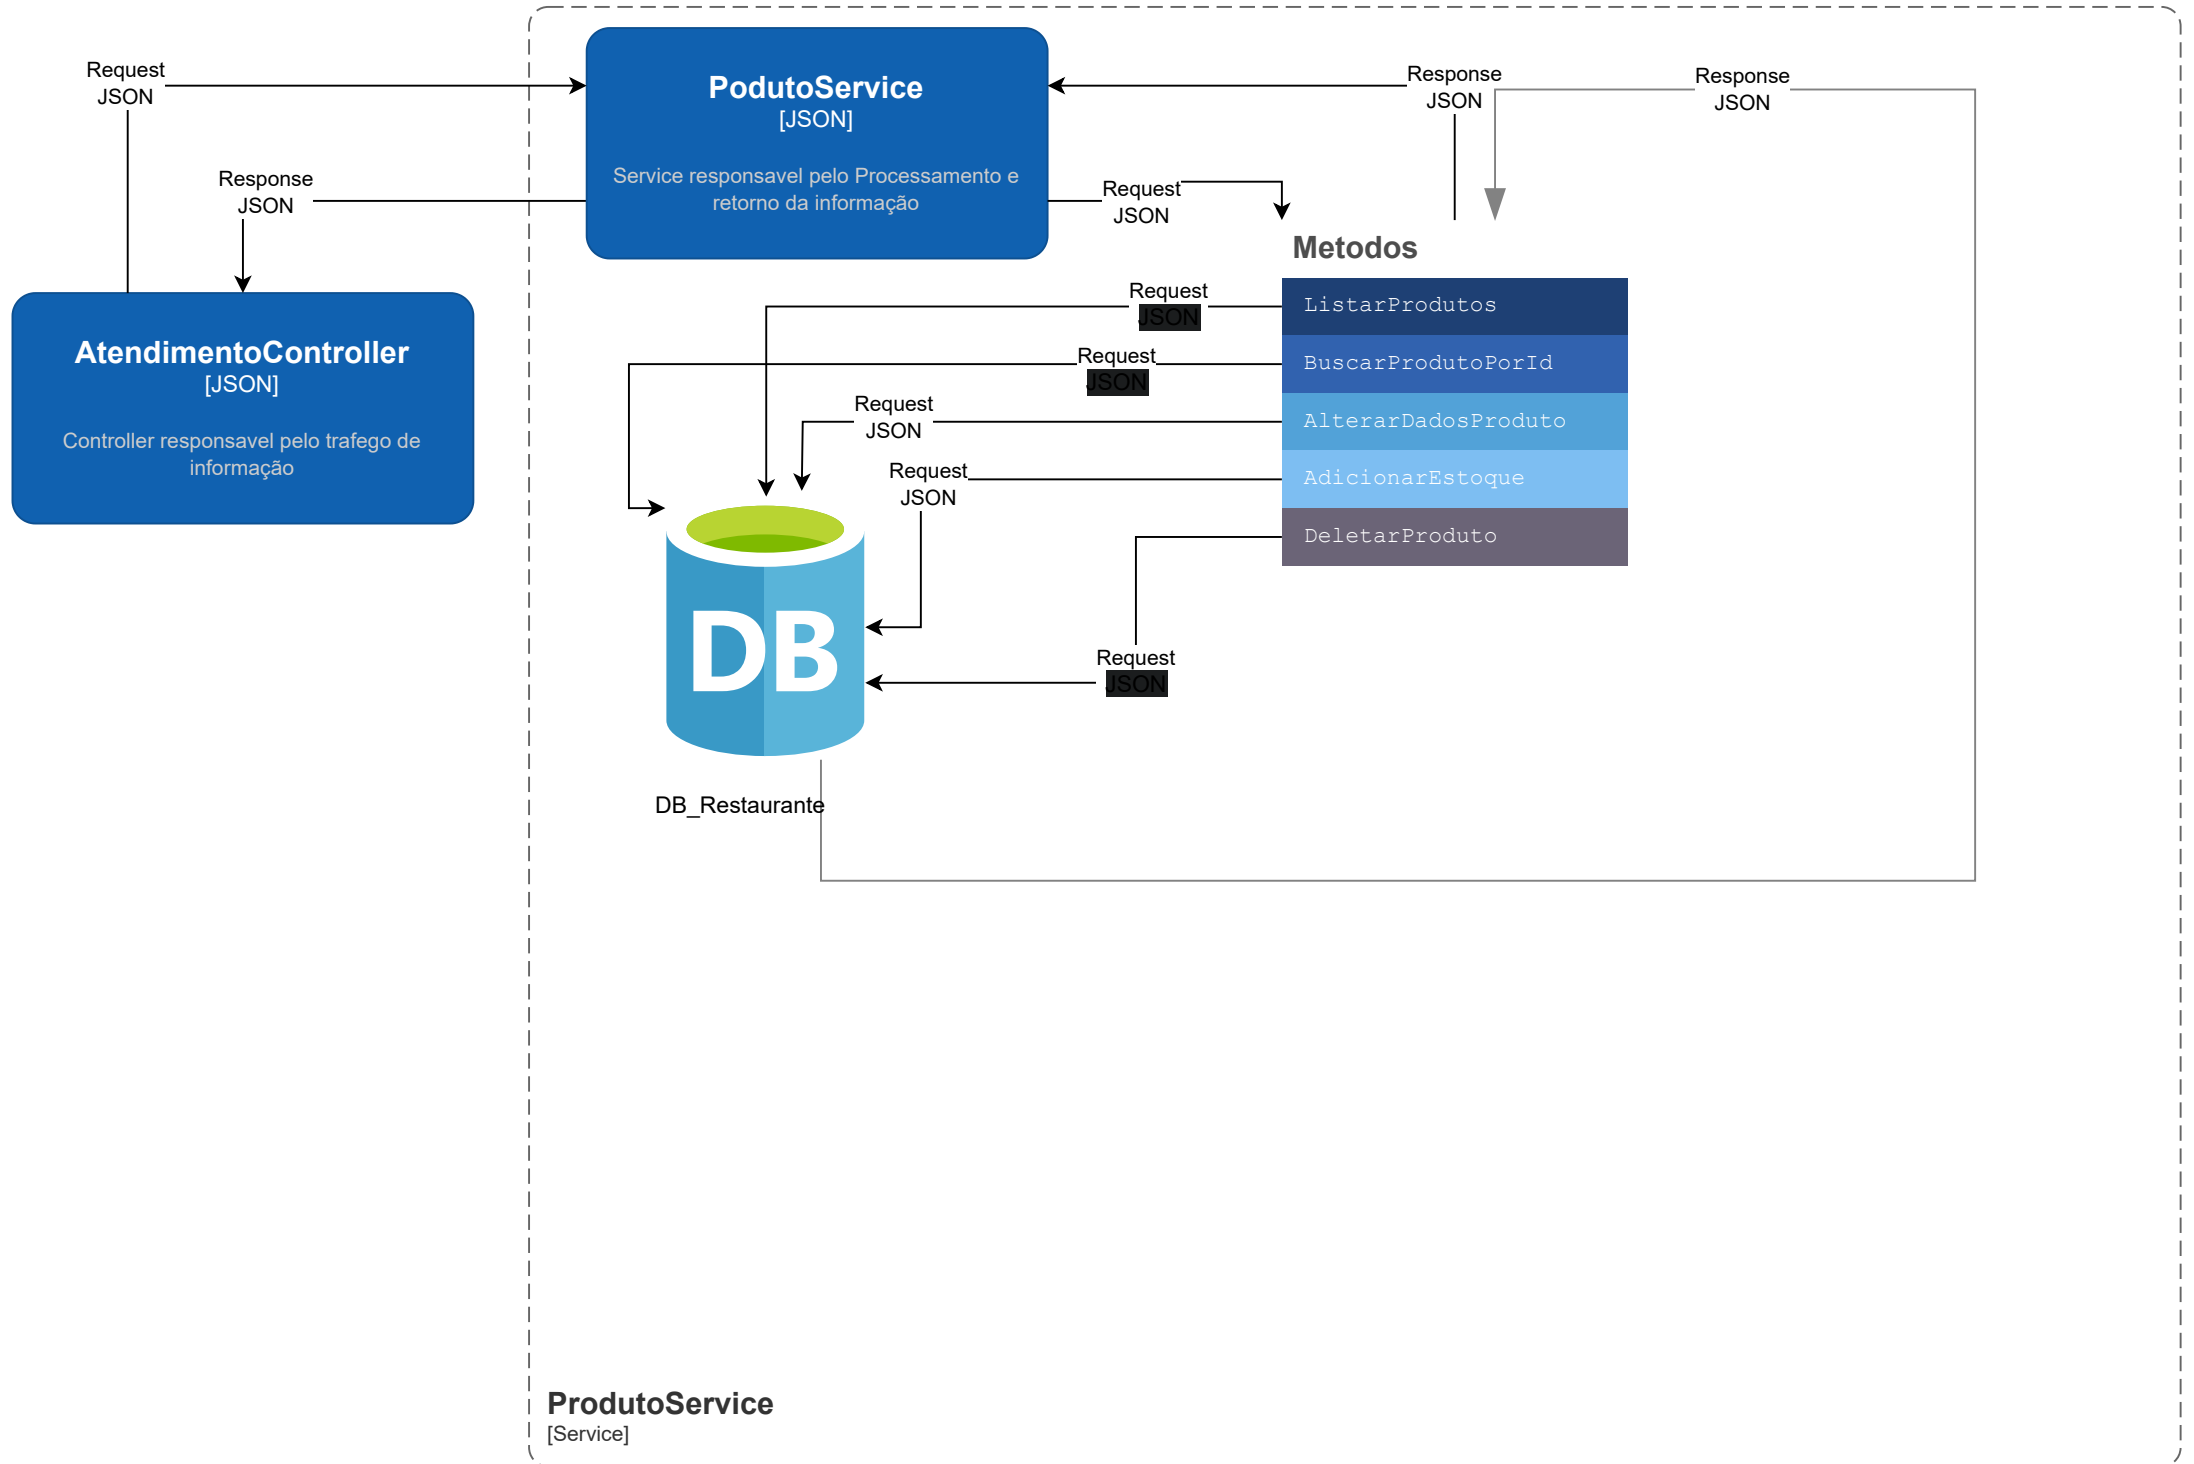 Request
JSON
PodutoService
[JSON]
Service responsavel pelo Processamento e
retorno da informação
Response
JSON
Response
JSON
Response
JSON
Request
JSON
AtendimentoController
[JSON]
Controller responsavel pelo trafego de
informação
Metodos
ListarProdutos
BuscarProdutoPorId
AlterarDadosProduto
AdicionarEstoque
DeletarProduto
Request
JSON
Request
JSON
Request
JSON
Request
JSON
Request
JSON
DB
DB_Restaurante
ProdutoService
[Service]